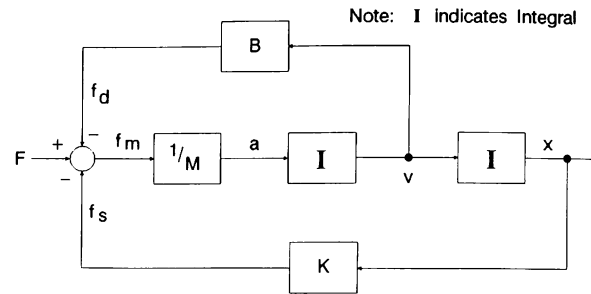 Note: I indicates Integral
B
f_d
F + − f_m 1/M a I v I x
−
f_s
K